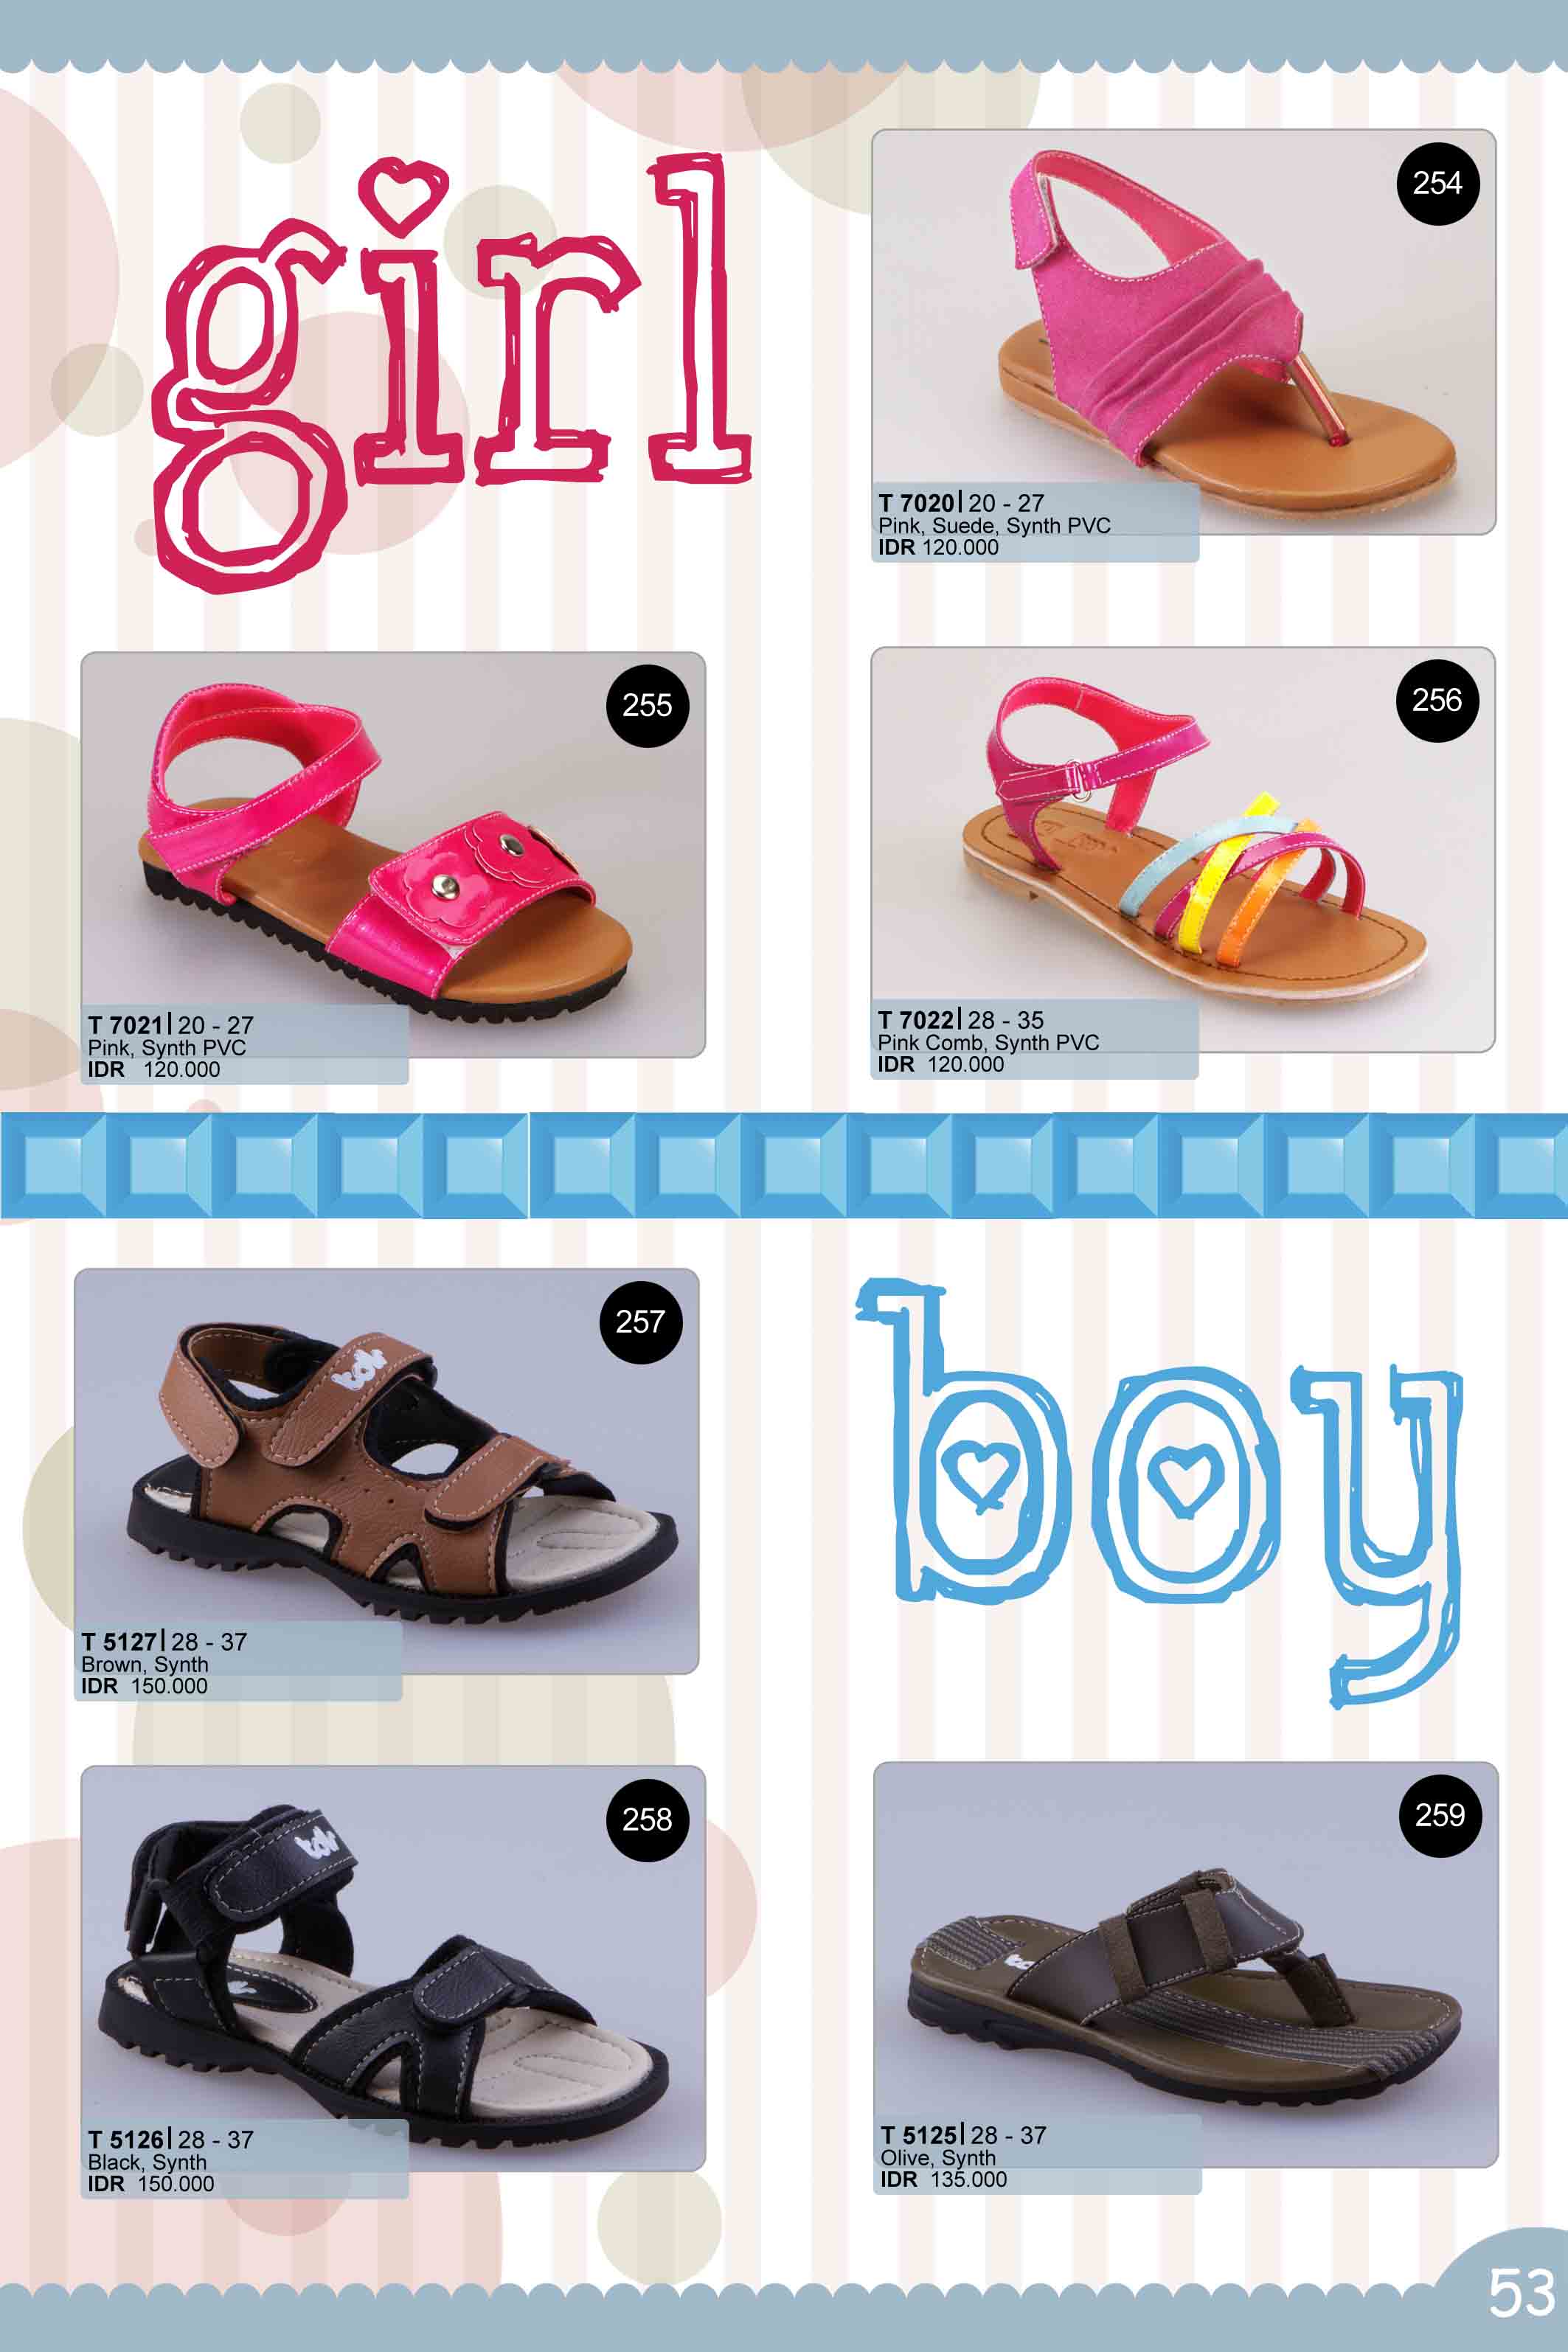 girl
254
T 7020| 20 - 27
Pink, Suede, Synth PVC
IDR 120.000
255
T 7021| 20 - 27
Pink, Synth PVC
IDR 120.000
256
T 7022| 28 - 35
Pink Comb, Synth PVC
IDR 120.000
257
T 5127| 28 - 37
Brown, Synth
IDR 150.000
boy
258
T 5126| 28 - 37
Black, Synth
IDR 150.000
259
T 5125| 28 - 37
Olive, Synth
IDR 135.000
53